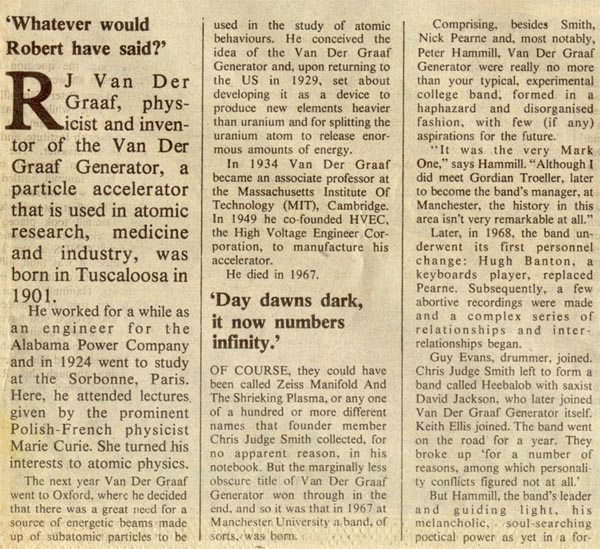 ‘Whatever would
Robert have said?’
RJ Van Der
Graaf, phys-
icist and inven-
tor of the Van Der
Graaf Generator, a
particle accelerator
that is used in atomic
research, medicine
and industry, was
born in Tuscaloosa in
1901.
He worked for a while as
an engineer for the
Alabama Power Company
and in 1924 went to study
at the Sorbonne, Paris.
Here, he attended lectures
given by the prominent
Polish-French physicist
Marie Curie. She turned his
interests to atomic physics.
The next year Van Der Graaf
went to Oxford, where he decided
that there was a great need for a
source of energetic beams made
up of subatomic particles to be
used in the study of atomic
behaviours. He conceived the
idea of the Van Der Graaf
Generator and, upon returning to
the US in 1929, set about
developing it as a device to
produce new elements heavier
than uranium and for splitting the
uranium atom to release enor-
mous amounts of energy.
In 1934 Van Der Graaf
became an associate professor at
the Massachusetts Institute Of
Technology (MIT), Cambridge.
In 1949 he co-founded HVEC,
the High Voltage Engineer Cor-
poration, to manufacture his
accelerator.
He died in 1967.
‘Day dawns dark,
it now numbers
infinity.’
OF COURSE, they could have
been called Zeiss Manifold And
The Shrieking Plasma, or any one
of a hundred or more different
names that founder member
Chris Judge Smith collected, for
no apparent reason, in his
notebook. But the marginally less
obscure title of Van Der Graaf
Generator won through in the
end, and so it was that in 1967 at
Manchester University a band, of
sorts, was born.
Comprising, besides Smith,
Nick Pearne and, most notably,
Peter Hammill, Van Der Graaf
Generator were really no more
than your typical, experimental
college band, formed in a
haphazard and disorganised
fashion, with few (if any)
aspirations for the future.
“It was the very Mark
One,” says Hammill. “Although I
did meet Gordian Troeller, later
to become the band's manager, at
Manchester, the history in this
area isn't very remarkable at all.”
Later, in 1968, the band un-
derwent its first personnel
change: Hugh Banton, a
keyboards player, replaced
Pearne. Subsequently, a few
abortive recordings were made
and a complex series of
relationships and inter-
relationships began.
Guy Evans, drummer, joined.
Chris Judge Smith left to form a
band called Heebalob with saxist
David Jackson, who later joined
Van Der Graaf Generator itself.
Keith Ellis joined. The band went
on the road for a year. They
broke up ‘for a number of
reasons, among which personali-
ty conflicts figured not at all.’
But Hammill, the band's leader
and guiding light, his
melancholic, soul-searching
poetical power as yet in a for-